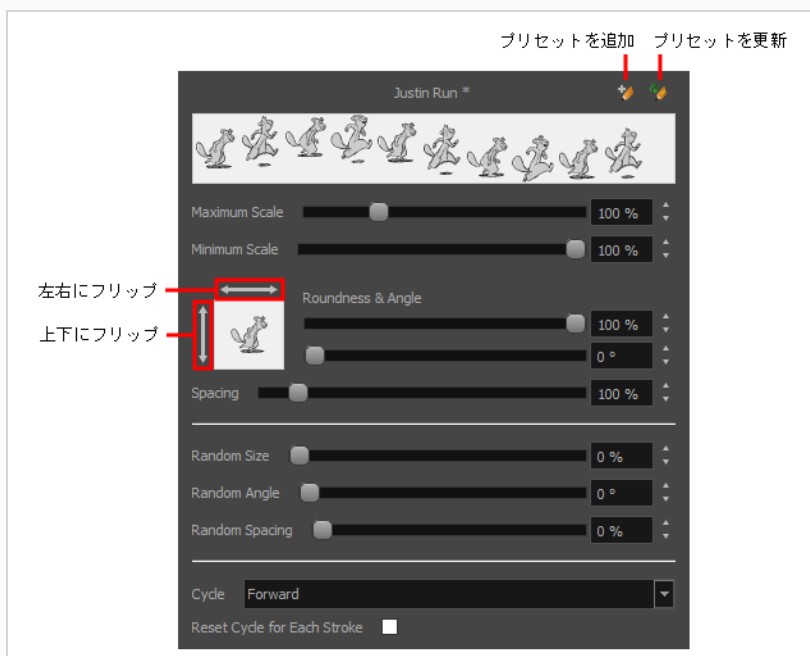 プリセットを追加 プリセットを更新
Justin Run *
Maximum Scale 100 %
Minimum Scale 100 %
左右にフリップ
Roundness & Angle
上下にフリップ 100 %
0 °
Spacing 100 %
Random Size 0 %
Random Angle 0 °
Random Spacing 0 %
Cycle Forward
Reset Cycle for Each Stroke